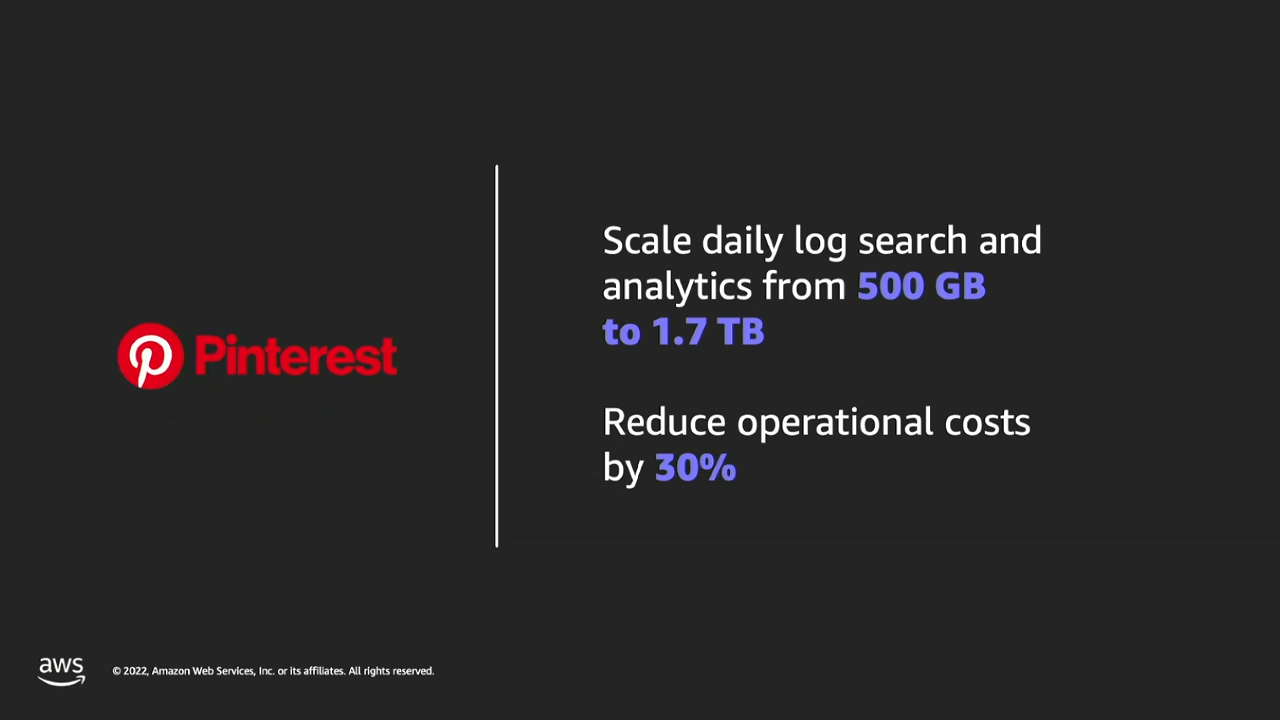 Scale daily log search and
analytics from 500 GB
to 1.7 TB
Pinterest
Reduce operational costs
by 30%
aws
© 2022, Amazon Web Services, Inc. or its affiliates. All rights reserved.